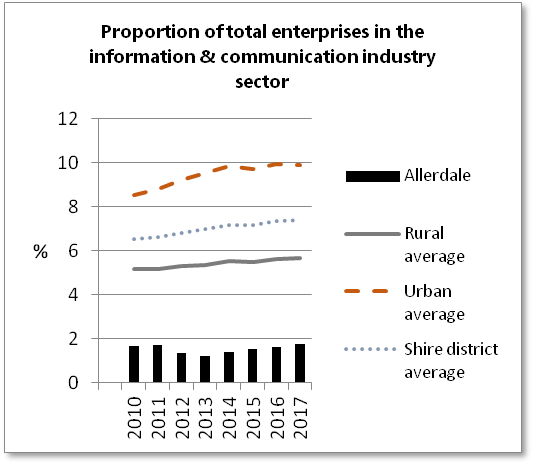 Proportion of total enterprises in the
information & communication industry
sector
12
10
8
6
4
2
0
%
2010
2011
2012
2013
2014
2015
2016
2017
Allerdale
Rural
average
Urban
average
Shire district
average